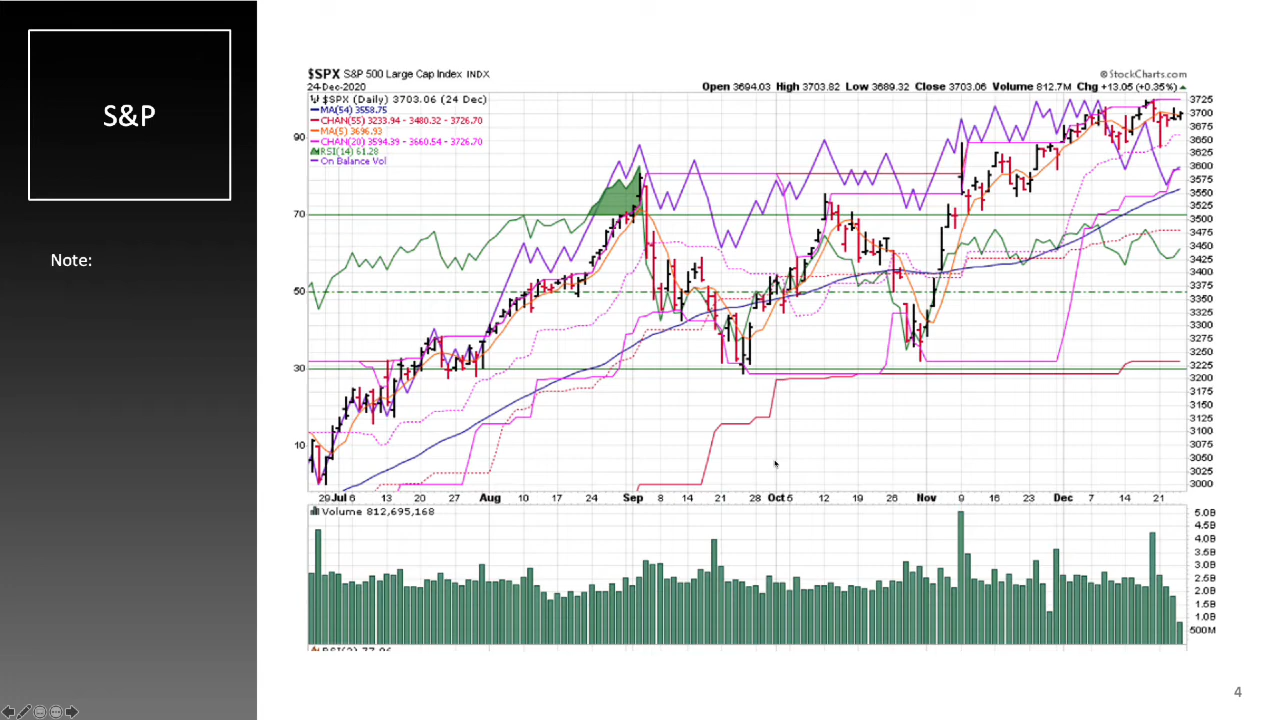 S&P
Note:
$SPX S&P 500 Large Cap Index INDX
© StockCharts.com
24-Dec-2020
Open 3694.03 High 3703.82 Low 3689.32 Close 3703.06 Volume 812.7M Chg +13.05 (+0.35%)
$SPX (Daily) 3703.06 (24 Dec)
MA(54) 3558.75
CHAN(55) 3233.94 - 3480.32 - 3726.70
MA(5) 3696.93
CHAN(20) 3594.39 - 3660.54 - 3726.70
RSI(14) 61.28
On Balance Vol
90
70
50
30
10
3725
3700
3675
3650
3625
3600
3575
3550
3525
3500
3475
3450
3425
3400
3375
3350
3325
3300
3275
3250
3225
3200
3175
3150
3125
3100
3075
3050
3025
3000
29 Jul 6 13 20 27 Aug 10 17 24 Sep 8 14 21 28 Oct 6 12 19 26 Nov 9 16 23 Dec 7 14 21
Volume 812,695,168
5.0B
4.5B
4.0B
3.5B
3.0B
2.5B
2.0B
1.5B
1.0B
500M
4